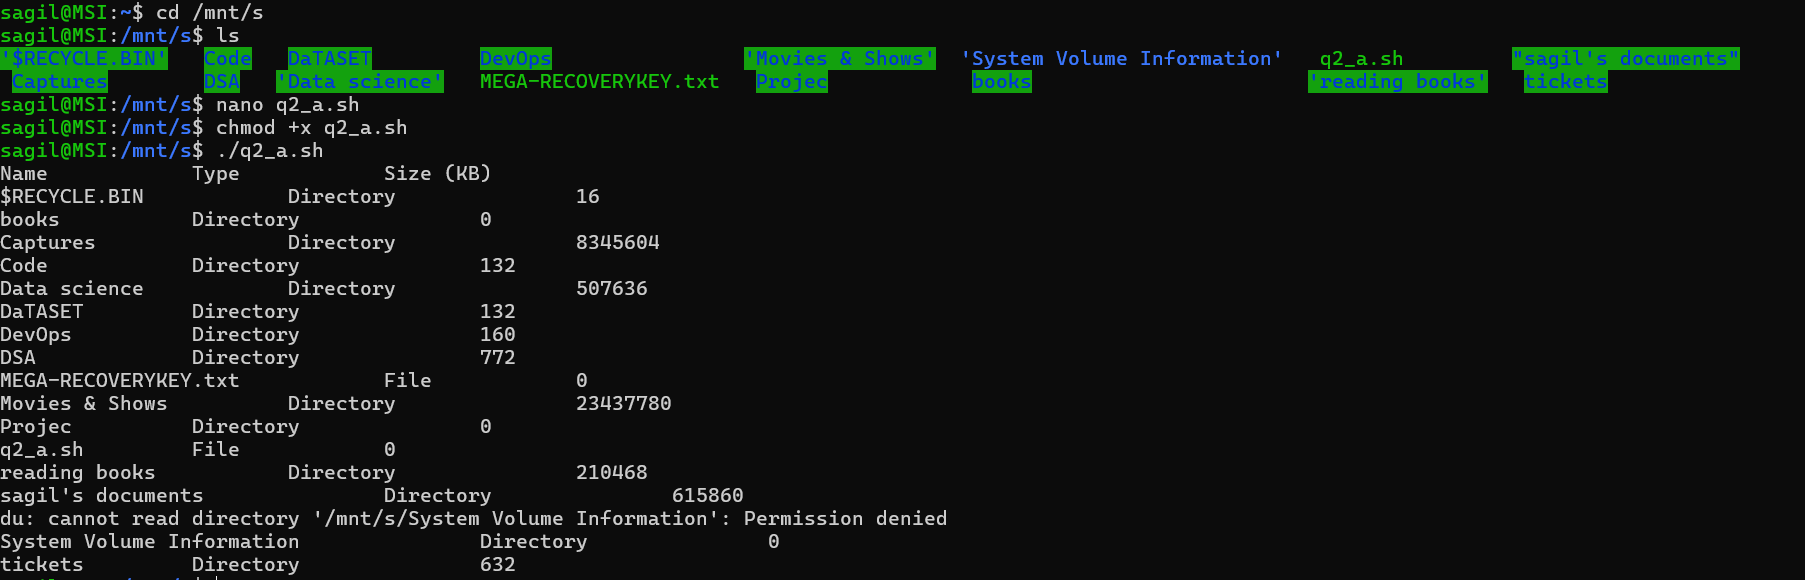 sagil@MSI:~$ cd /mnt/s
sagil@MSI:/mnt/s$ ls
'$RECYCLE.BIN'   Code   DaTASET         DevOps                'Movies & Shows'  'System Volume Information'   q2_a.sh         "sagil's documents"
 Captures        DSA   'Data science'   MEGA-RECOVERYKEY.txt   Projec            books                       'reading books'   tickets
sagil@MSI:/mnt/s$ nano q2_a.sh
sagil@MSI:/mnt/s$ chmod +x q2_a.sh
sagil@MSI:/mnt/s$ ./q2_a.sh
Name            Type            Size (KB)
$RECYCLE.BIN            Directory               16
books           Directory               0
Captures                Directory               8345604
Code            Directory               132
Data science            Directory               507636
DaTASET         Directory               132
DevOps          Directory               160
DSA             Directory               772
MEGA-RECOVERYKEY.txt            File            0
Movies & Shows          Directory               23437780
Projec          Directory               0
q2_a.sh         File            0
reading books           Directory               210468
sagil's documents               Directory               615860
du: cannot read directory '/mnt/s/System Volume Information': Permission denied
System Volume Information               Directory               0
tickets         Directory               632